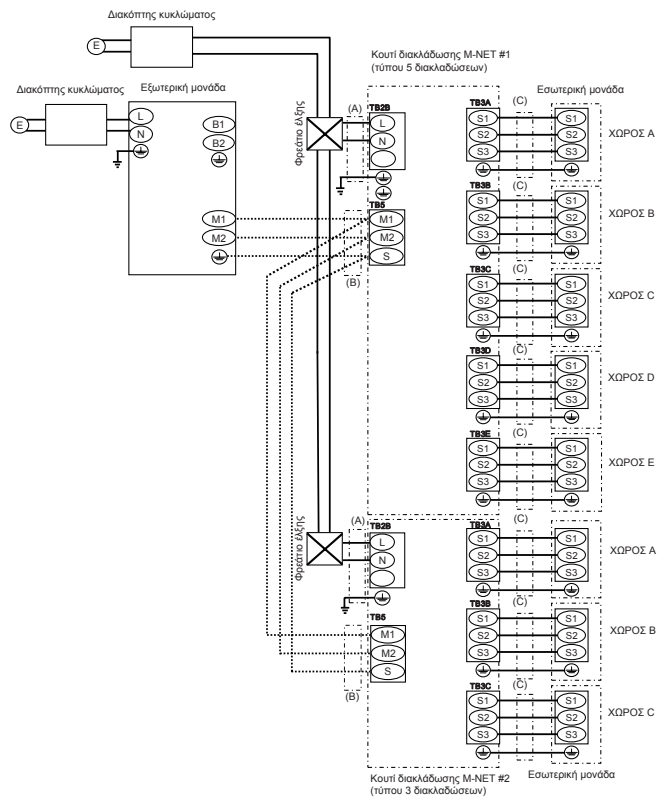 Διακόπτης κυκλώματος
E
Διακόπτης κυκλώματος
E
Εξωτερική μονάδα
L
N
B1
B2
M1
M2
Φρεάτιο έλξης
Κουτί διακλάδωσης M-NET #1
(τύπου 5 διακλαδώσεων)
Εσωτερική μονάδα
(A)
TB2B
L
N
TB5
M1
M2
S
(B)
TB3A
(C)
S1 S1
S2 S2
S3 S3
ΧΩΡΟΣ A
TB3B
(C)
S1 S1
S2 S2
S3 S3
ΧΩΡΟΣ B
TB3C
(C)
S1 S1
S2 S2
S3 S3
ΧΩΡΟΣ C
TB3D
(C)
S1 S1
S2 S2
S3 S3
ΧΩΡΟΣ D
TB3E
(C)
S1 S1
S2 S2
S3 S3
ΧΩΡΟΣ E
Φρεάτιο έλξης
(A)
TB2B
L
N
TB5
M1
M2
S
(B)
TB3A
(C)
S1 S1
S2 S2
S3 S3
ΧΩΡΟΣ A
TB3B
(C)
S1 S1
S2 S2
S3 S3
ΧΩΡΟΣ B
TB3C
(C)
S1 S1
S2 S2
S3 S3
ΧΩΡΟΣ C
Κουτί διακλάδωσης M-NET #2
(τύπου 3 διακλαδώσεων)
Εσωτερική μονάδα